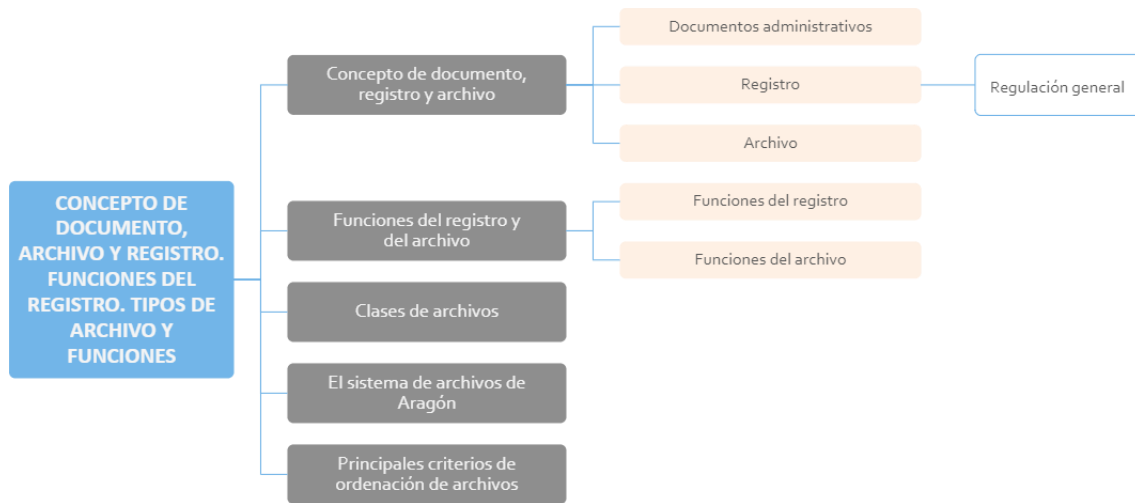 CONCEPTO DE
DOCUMENTO,
ARCHIVO Y REGISTRO.
FUNCIONES DEL
REGISTRO. TIPOS DE
ARCHIVO Y
FUNCIONES
Concepto de documento,
registro y archivo
Documentos administrativos
Registro
Regulación general
Archivo
Funciones del registro y
del archivo
Funciones del registro
Funciones del archivo
Clases de archivos
El sistema de archivos de
Aragón
Principales criterios de
ordenación de archivos